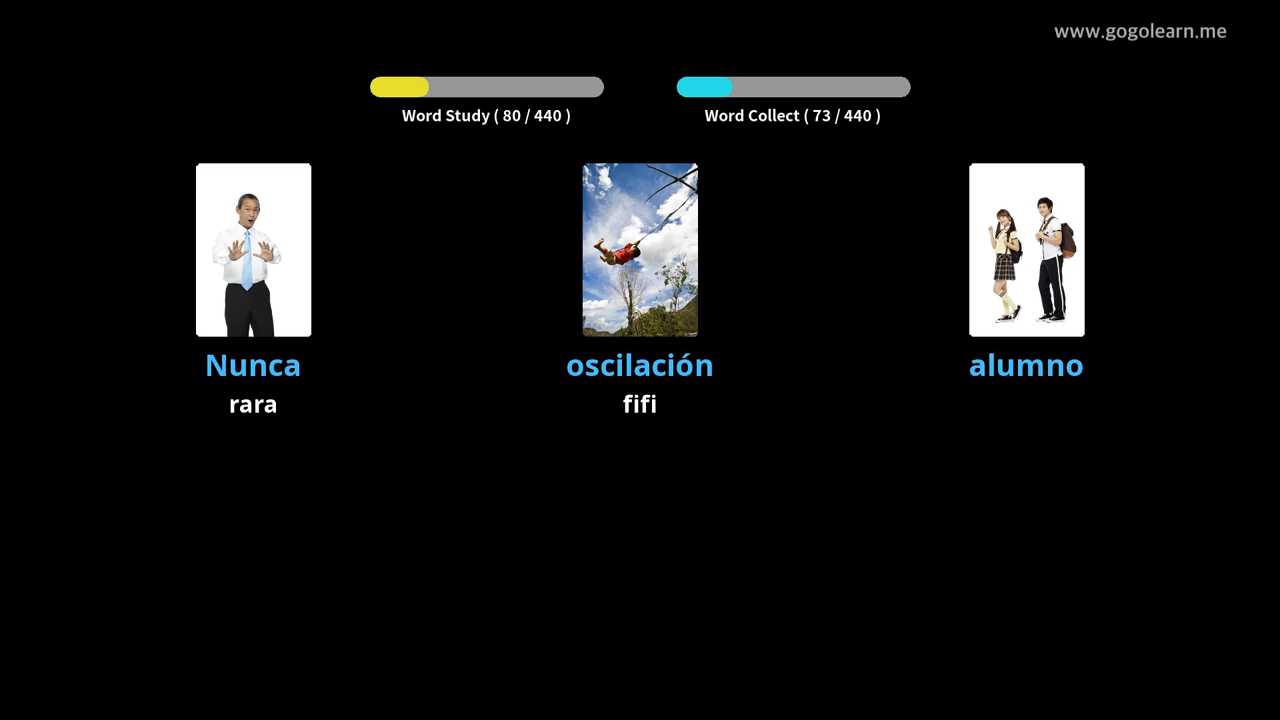 www.gogolearn.me
Word Study ( 80 / 440 )
Word Collect ( 73 / 440 )
Nunca
rara
oscilación
fifi
alumno